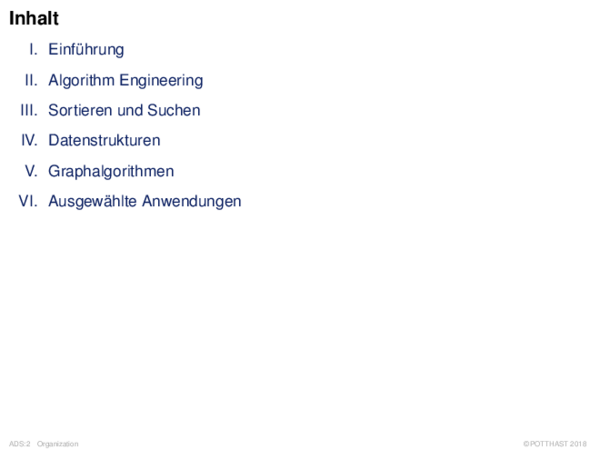 Inhalt
I. Einführung
II. Algorithm Engineering
III. Sortieren und Suchen
IV. Datenstrukturen
V. Graphalgorithmen
VI. Ausgewählte Anwendungen
ADS:2 Organization ©POTTHAST 2018